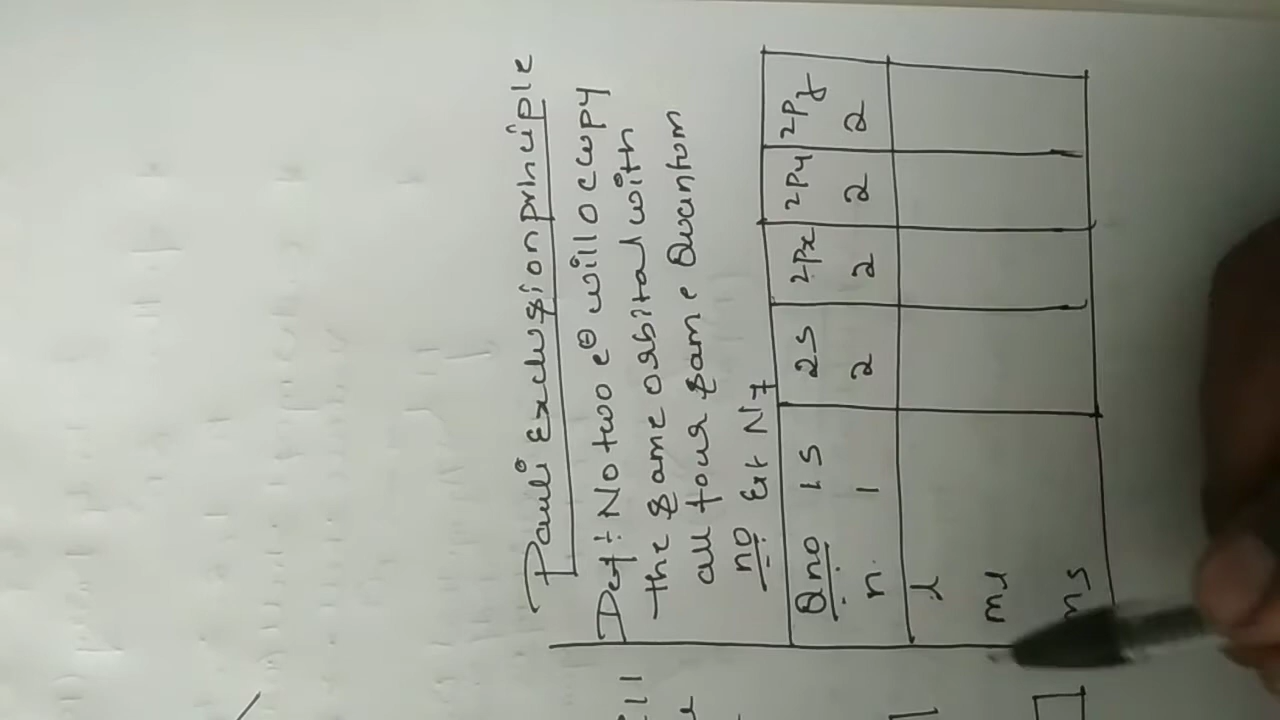 Pauli Exclusion principle
Def: No two e⊖ will occupy
the same orbital with
all four same Quantum
no Ex: N7
Qno 1s 2s 2px 2py 2pz
n. 1 2 2 2 2
l
ml
ms